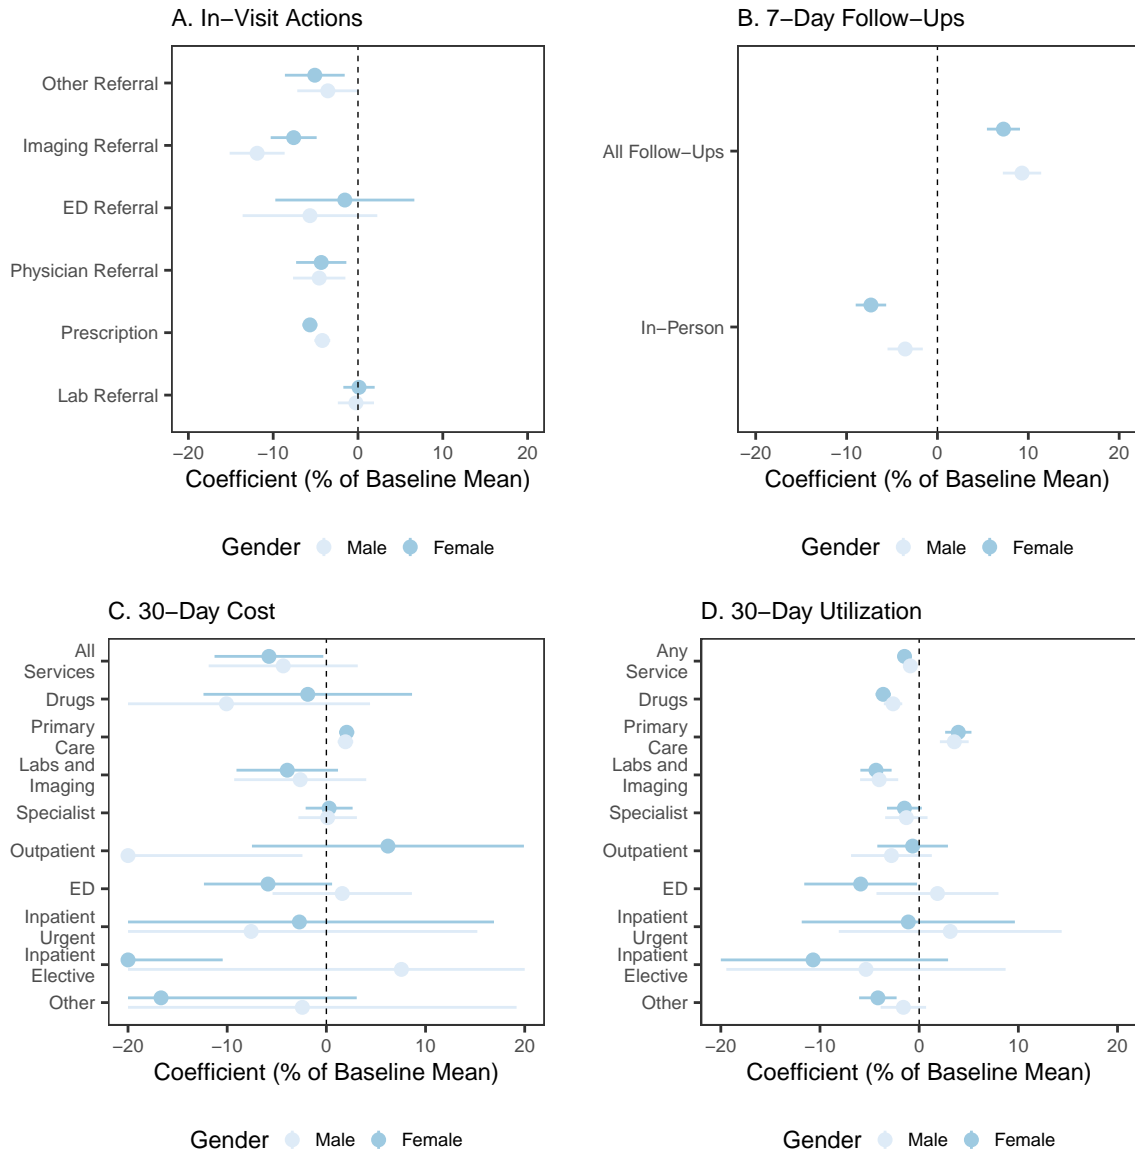 A. In−Visit Actions
Other Referral
Imaging Referral
ED Referral
Physician Referral
Prescription
Lab Referral
−20 −10 0 10 20
Coefficient (% of Baseline Mean)
Gender Male Female
B. 7−Day Follow−Ups
All Follow−Ups
In−Person
−20 −10 0 10 20
Coefficient (% of Baseline Mean)
Gender Male Female
C. 30−Day Cost
All
Services
Drugs
Primary
Care
Labs and
Imaging
Specialist
Outpatient
ED
Inpatient
Urgent
Inpatient
Elective
Other
−20 −10 0 10 20
Coefficient (% of Baseline Mean)
Gender Male Female
D. 30−Day Utilization
Any
Service
Drugs
Primary
Care
Labs and
Imaging
Specialist
Outpatient
ED
Inpatient
Urgent
Inpatient
Elective
Other
−20 −10 0 10 20
Coefficient (% of Baseline Mean)
Gender Male Female